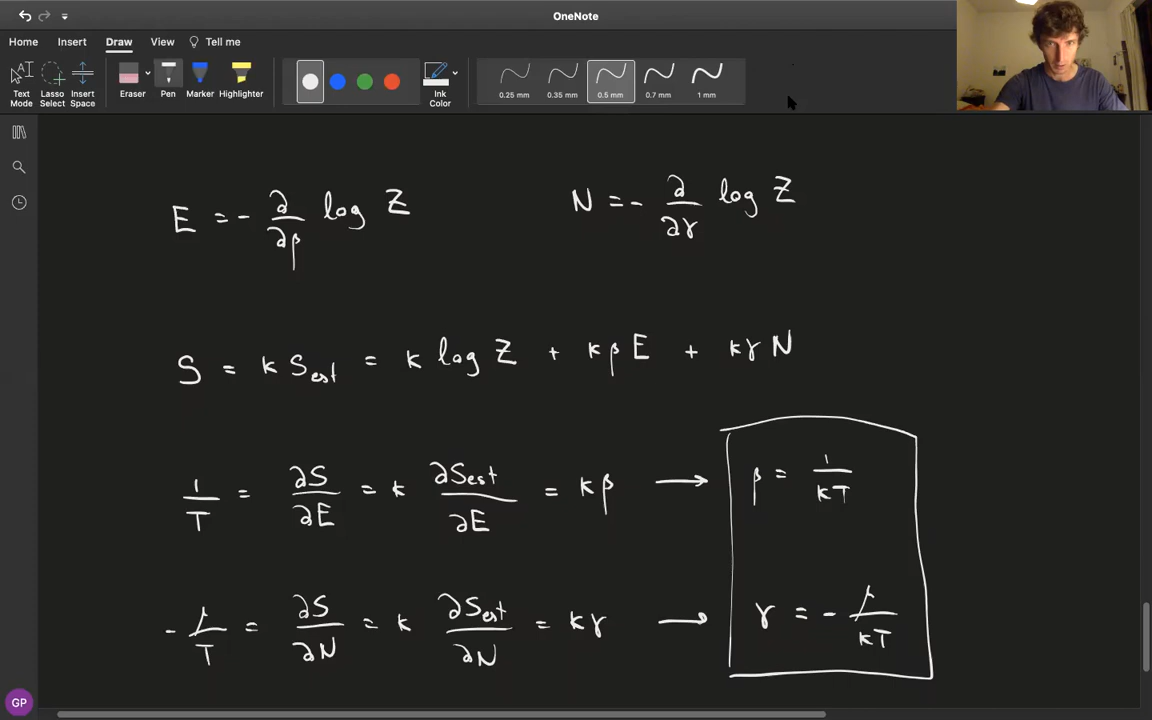 OneNote
Home Insert Draw View Tell me
Text Mode Lasso Select Insert Space Eraser Pen Marker Highlighter Ink Color 0.25 mm 0.35 mm 0.5 mm 0.7 mm 1 mm
E = - ∂/∂β log Z N = - ∂/∂γ log Z
S = k S_est = k log Z + kβ E + kγ N
1/T = ∂S/∂E = k ∂S_est/∂E = kβ → β = 1/kT
- μ/T = ∂S/∂N = k ∂S_est/∂N = kγ → γ = - μ/kT
GP